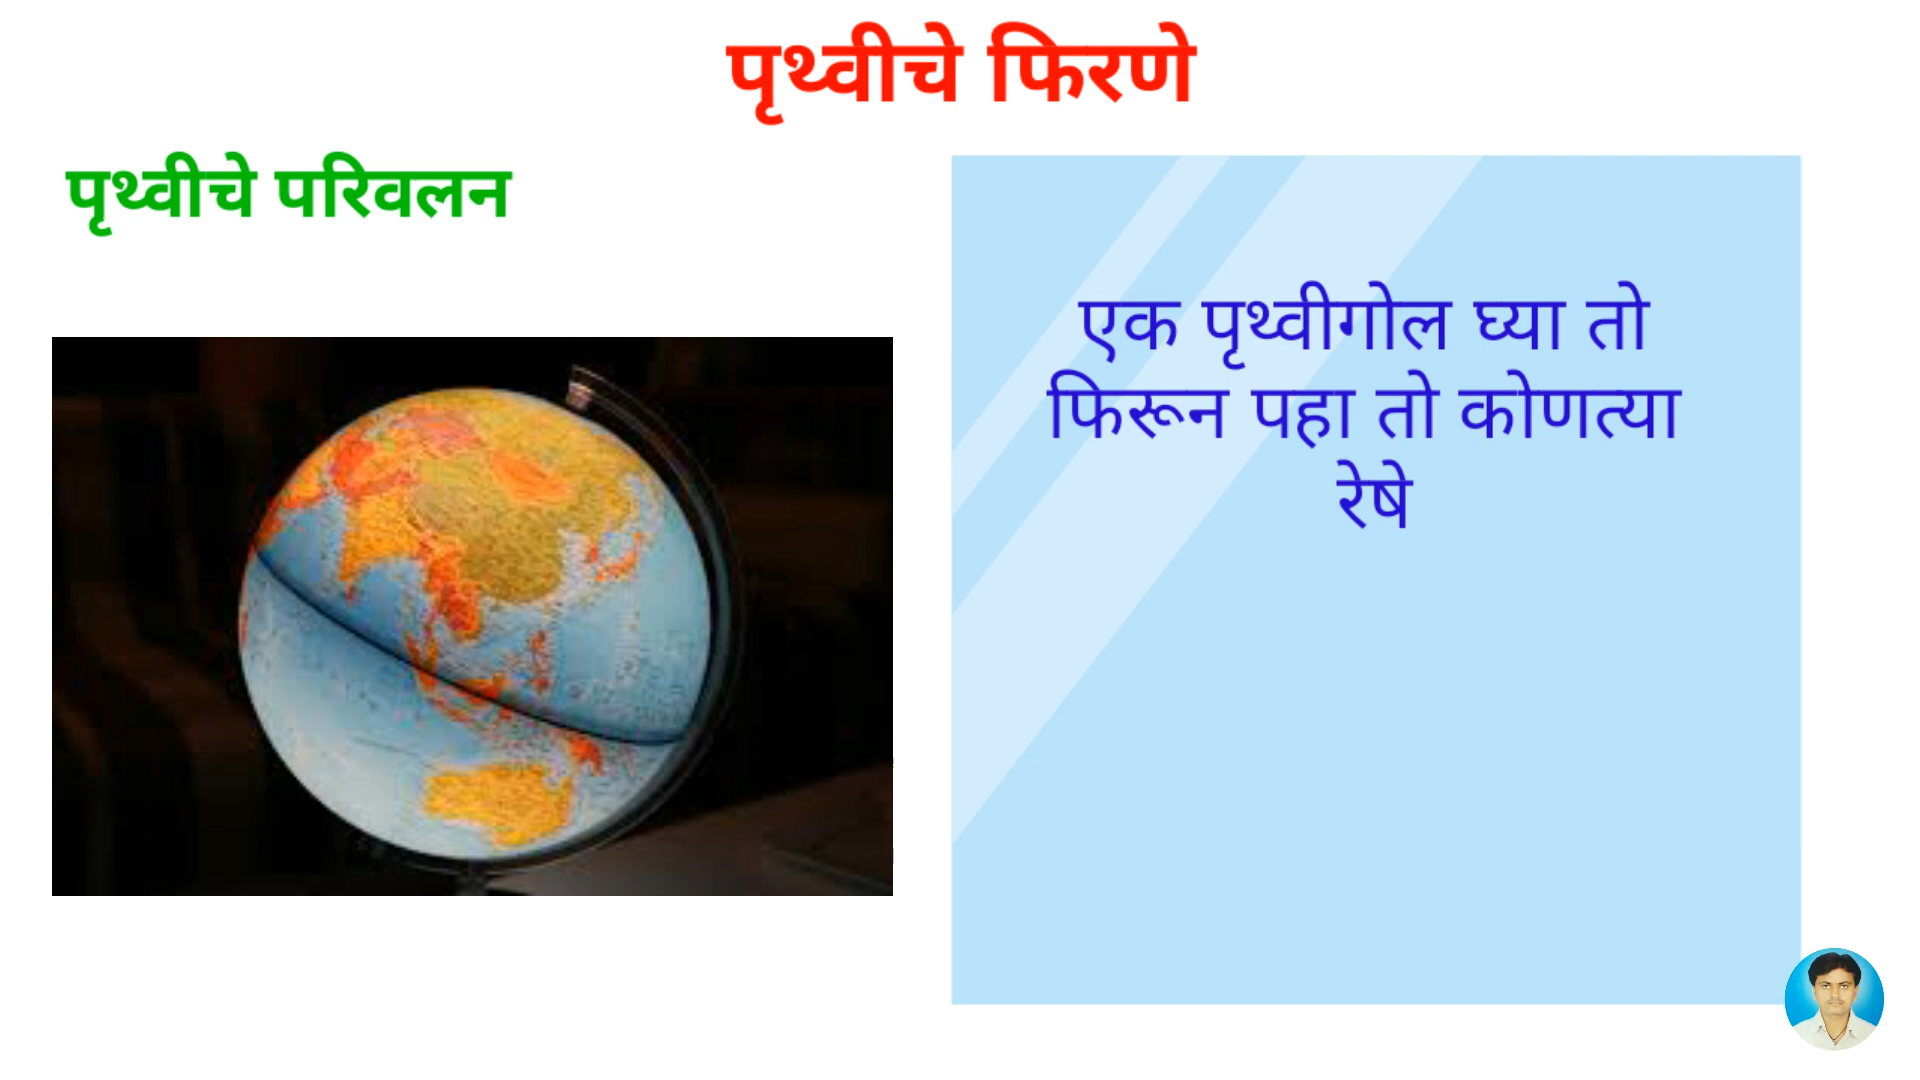 पृथ्वीचे फिरणे
पृथ्वीचे परिवलन
एक पृथ्वीगोल घ्या तो
फिरून पहा तो कोणत्या
रेषे